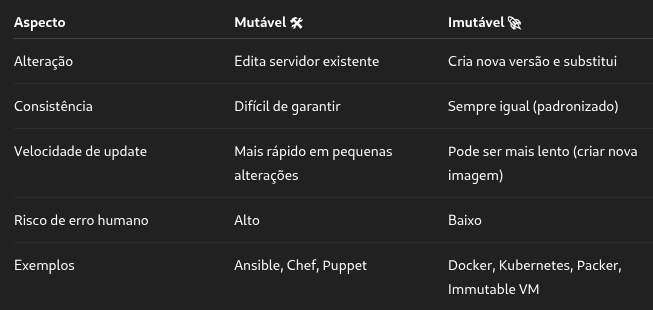 Aspecto Mutável 🛠 Imutável 🚀
Alteração Edita servidor existente Cria nova versão e substitui
Consistência Difícil de garantir Sempre igual (padronizado)
Velocidade de update Mais rápido em pequenas Pode ser mais lento (criar nova
alterações imagem)
Risco de erro humano Alto Baixo
Exemplos Ansible, Chef, Puppet Docker, Kubernetes, Packer,
Immutable VM